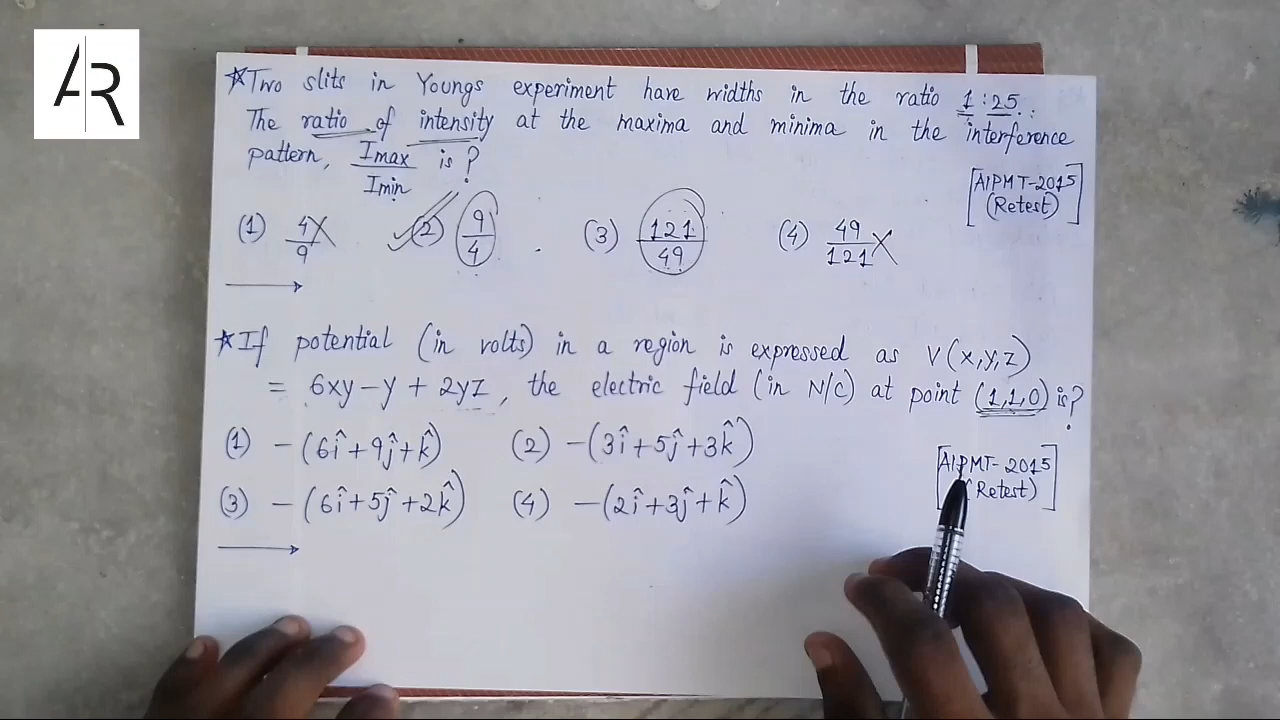 AR
*Two slits in Youngs experiment have widths in the ratio 1:25.
The ratio of intensity at the maxima and minima in the interference
pattern, Imax/Imin is ?
[AIPMT-2015
(Retest)]
(1) 4/9 (2) 9/4 (3) 121/49 (4) 49/121
*If potential (in volts) in a region is expressed as V(x,y,z)
= 6xy-y+2yz, the electric field (in N/C) at point (1,1,0) is?
(1) -(6î+9ĵ+k̂) (2) -(3î+5ĵ+3k̂)
[AIPMT-2015
(Retest)]
(3) -(6î+5ĵ+2k̂) (4) -(2î+3ĵ+k̂)